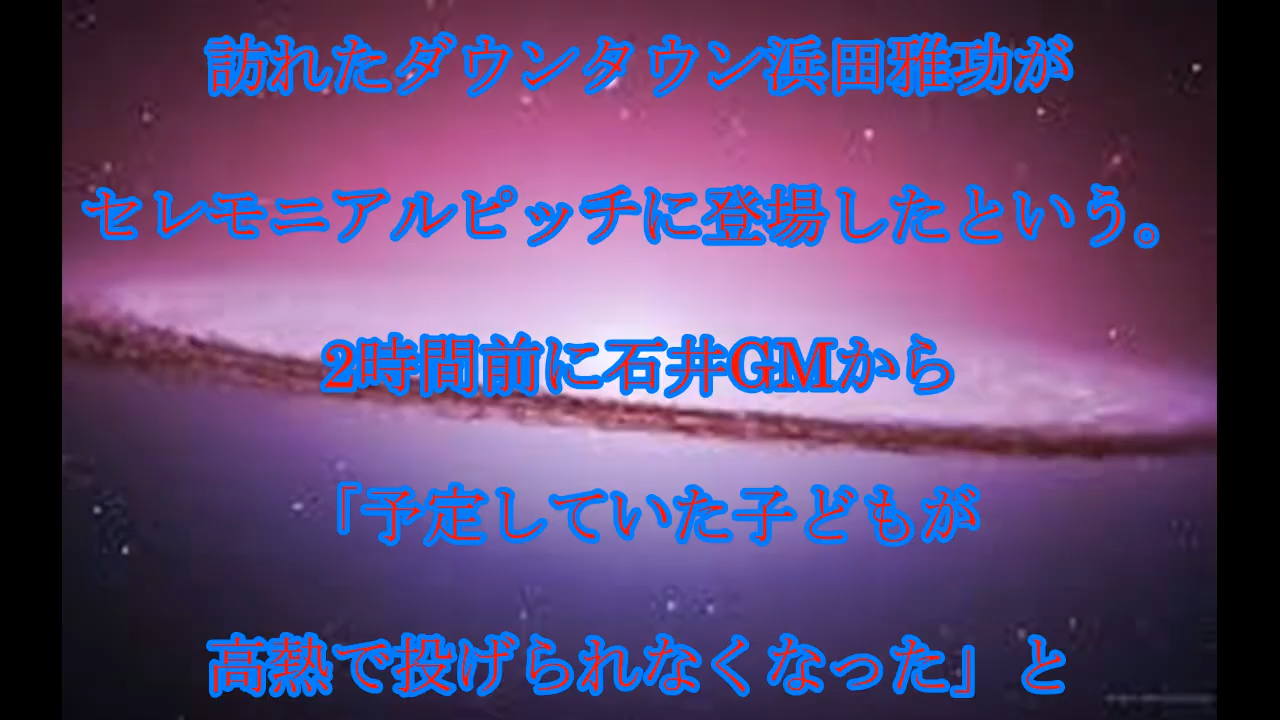 訪れたダウンタウン浜田雅功が
セレモニアルピッチに登場したという。
2時間前に石井GMから
「予定していた子どもが
高熱で投げられなくなった」と